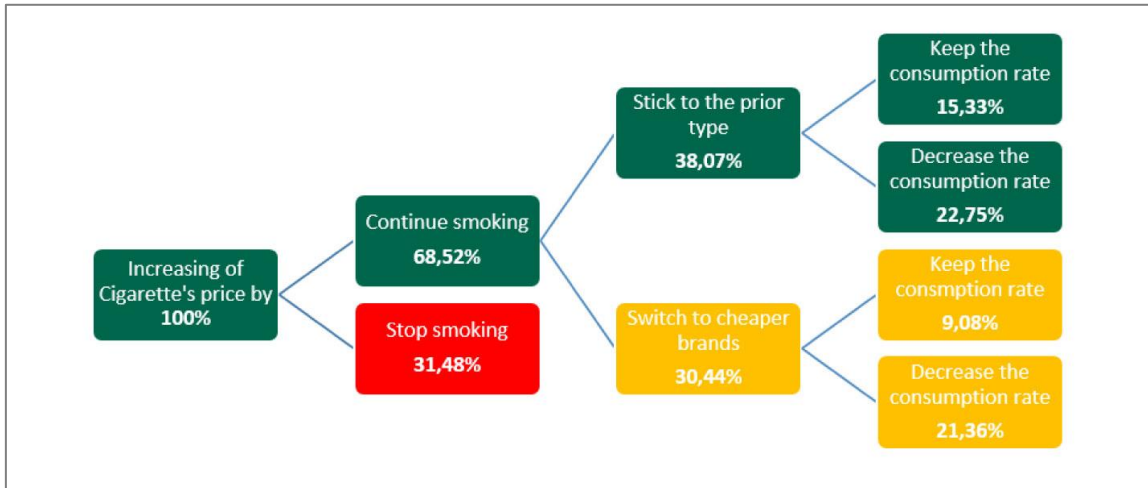 Increasing of
Cigarette's price by
100%
Continue smoking
68,52%
Stop smoking
31,48%
Stick to the prior
type
38,07%
Switch to cheaper
brands
30,44%
Keep the
consumption rate
15,33%
Decrease the
consumption rate
22,75%
Keep the
consmption rate
9,08%
Decrease the
consumption rate
21,36%